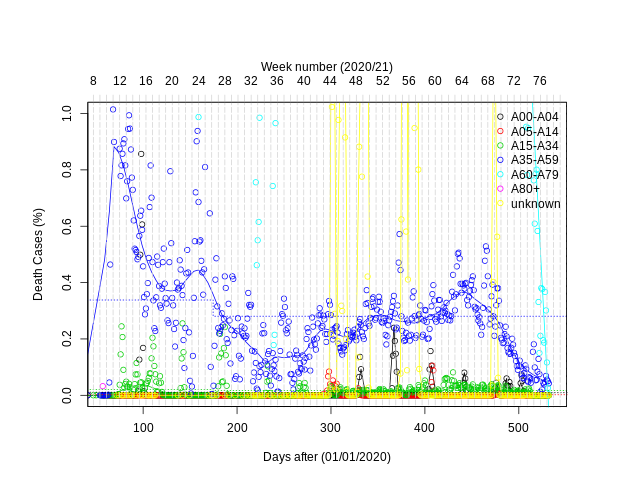 Week number (2020/21)
8 12 16 20 24 28 32 36 40 44 48 52 56 60 64 68 72 76
1.0
0.8
0.6
0.4
0.2
0.0
Death Cases (%)
A00-A04
A05-A14
A15-A34
A35-A59
A60-A79
A80+
unknown
100 200 300 400 500
Days after (01/01/2020)